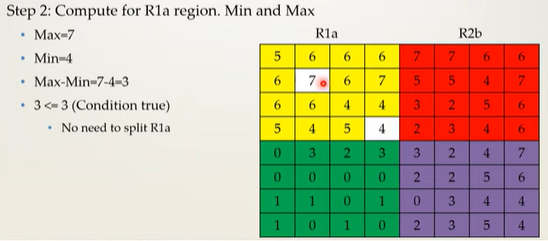 Step 2: Compute for R1a region. Min and Max
• Max=7
• Min=4
• Max-Min=7-4=3
• 3 <= 3 (Condition true)
• No need to split R1a
R1a R2b
5 6 6 6 7 7 6 6
6 7 6 7 5 5 4 7
6 6 4 4 3 2 5 6
5 4 5 4 2 3 4 6
0 3 2 3 3 2 4 7
0 0 0 0 2 2 5 6
1 1 0 1 0 3 4 4
1 0 1 0 2 3 5 4